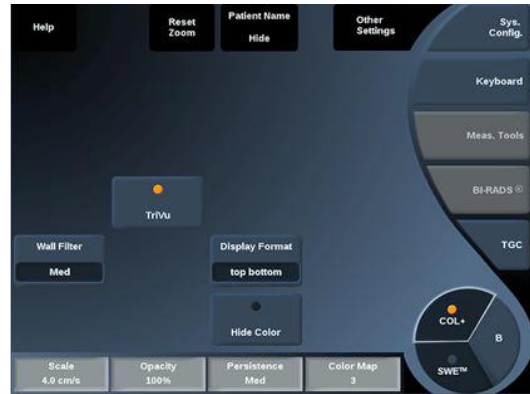 Help
Reset
Zoom
Patient Name
Hide
Other
Settings
Sys.
Config.
Keyboard
Meas. Tools
BI-RADS ®
TriVu
Wall Filter
Med
Display Format
top bottom
TGC
Hide Color
COL+
B
SWE™
Scale
4.0 cm/s
Opacity
100%
Persistence
Med
Color Map
3